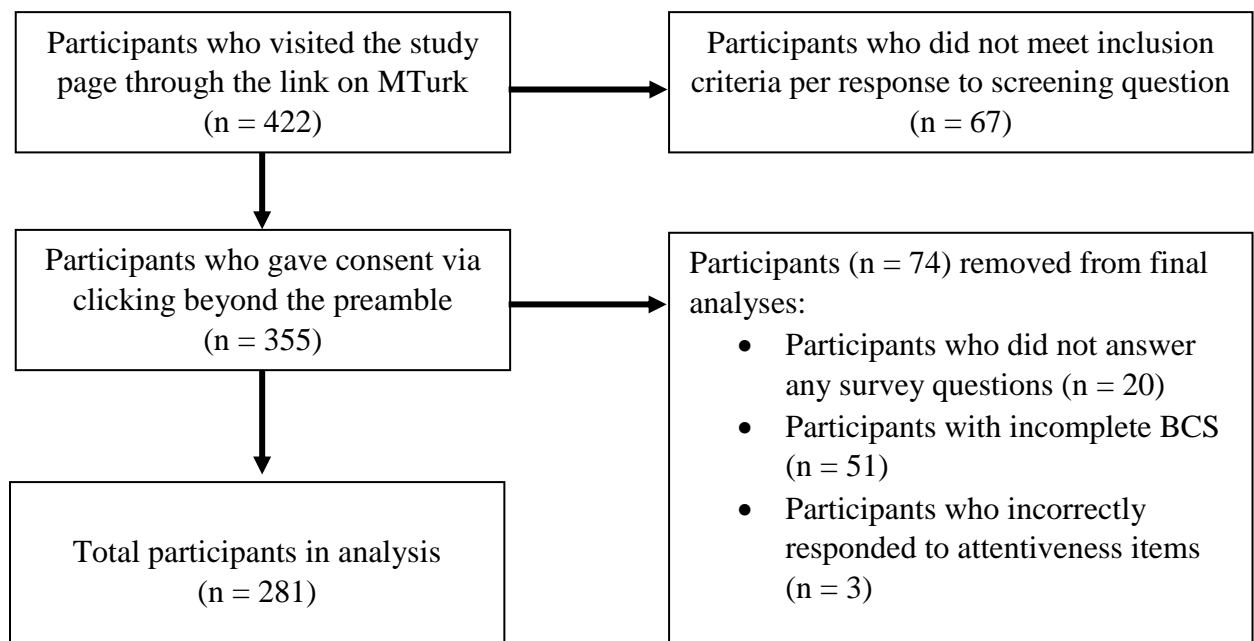 Participants who visited the study
page through the link on MTurk
(n = 422)
Participants who did not meet inclusion
criteria per response to screening question
(n = 67)
Participants who gave consent via
clicking beyond the preamble
(n = 355)
Participants (n = 74) removed from final
analyses:
• Participants who did not answer
any survey questions (n = 20)
• Participants with incomplete BCS
(n = 51)
• Participants who incorrectly
responded to attentiveness items
(n = 3)
Total participants in analysis
(n = 281)